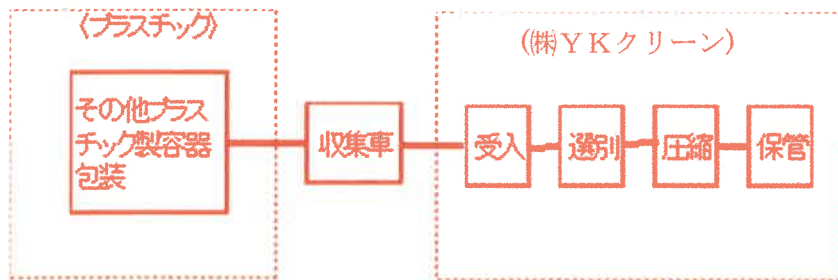 〈プラスチック〉
(㈱ＹＫクリーン)
その他プラス
チック製容器
包装
収集車
受入
選別
圧縮
保管